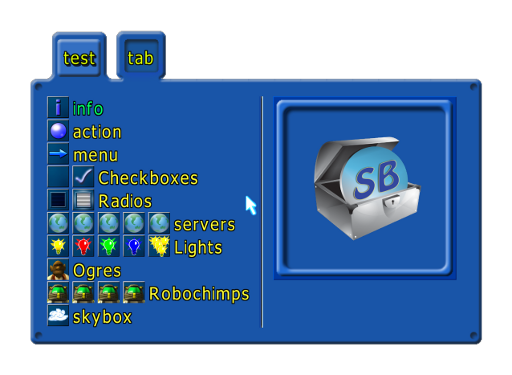 test
tab
i info
action
menu
Checkboxes
Radios
servers
Lights
Ogres
Robochimps
skybox
SB